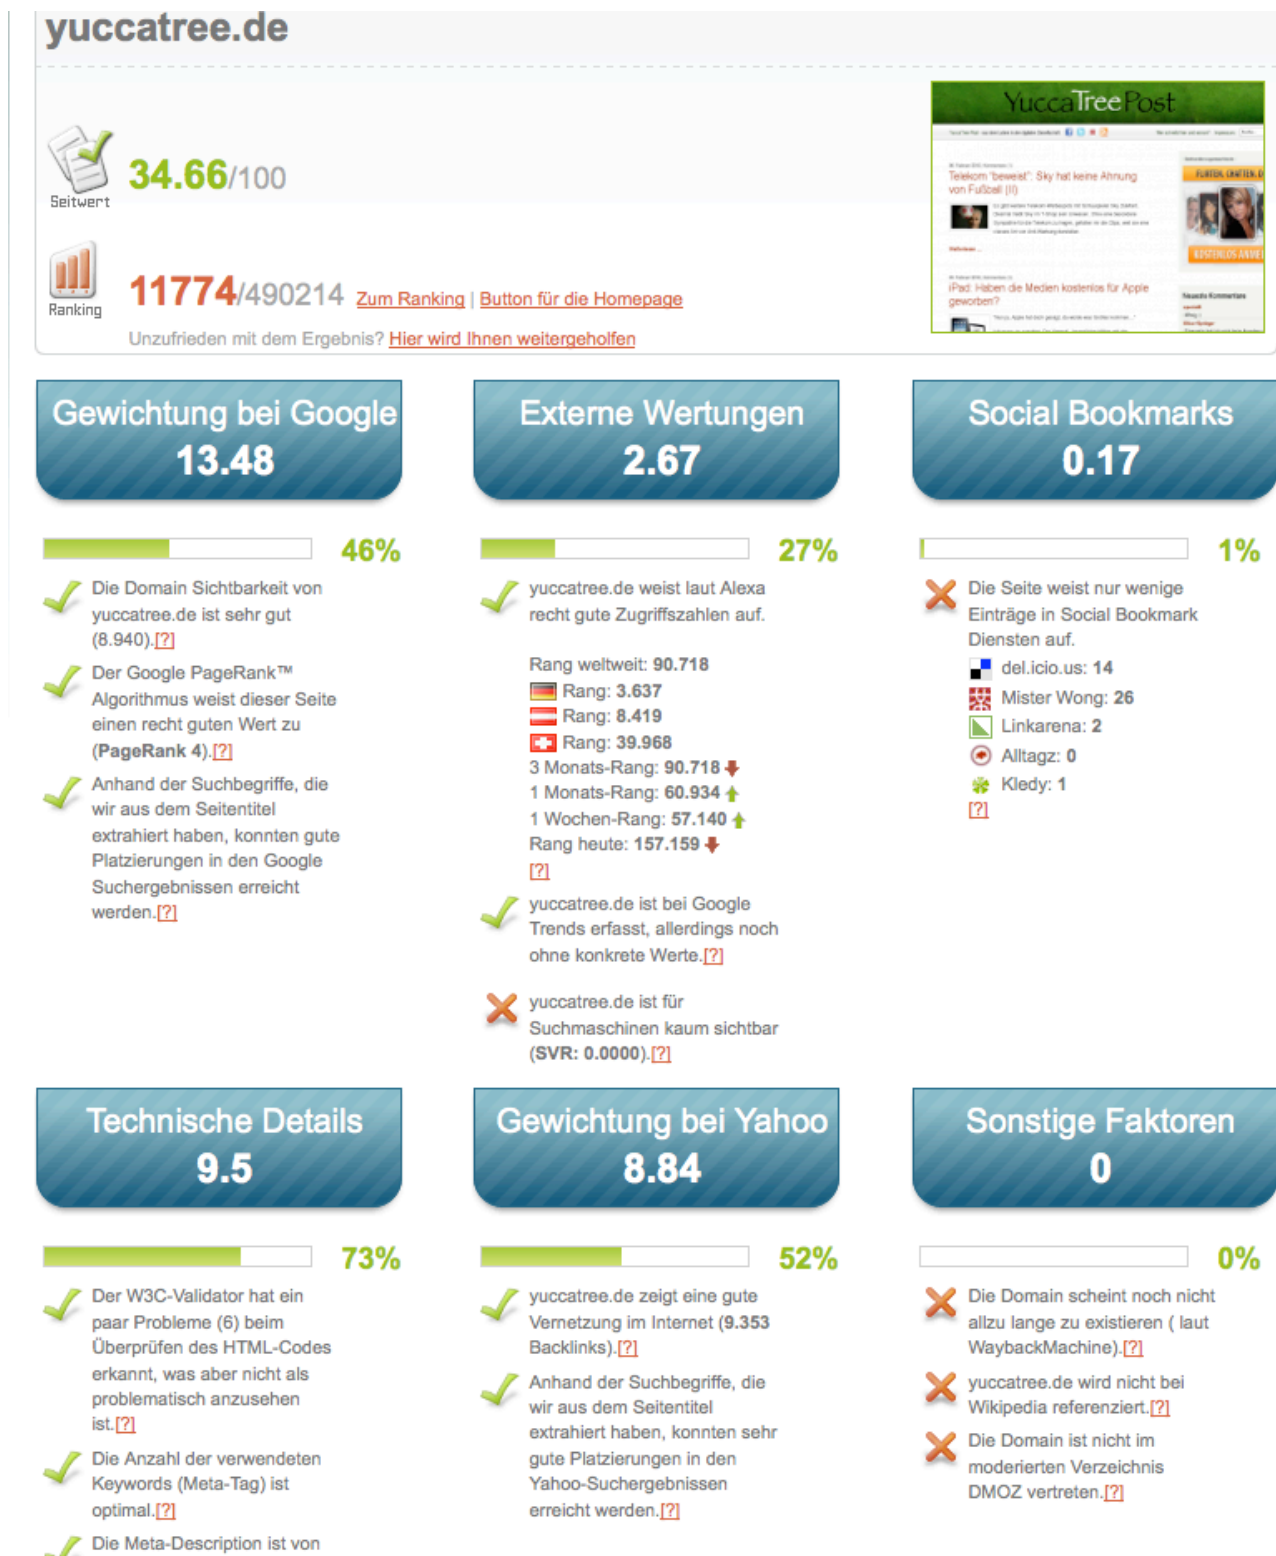 yuccatree.de
YuccaTree Post
Seitwert
34.66/100
Telekom "beweist": Sky hat keine Ahnung
von Fußball (II)
FLIRTEN, CHATTEN, D
KOSTENLOS ANME
Ranking
11774/490214 Zum Ranking | Button für die Homepage
Unzufrieden mit dem Ergebnis? Hier wird Ihnen weitergeholfen
iPad: Haben die Medien kostenlos für Apple
geworben?
Neueste Kommentare
Gewichtung bei Google
13.48
46%
Die Domain Sichtbarkeit von
yuccatree.de ist sehr gut
(8.940).[?]
Der Google PageRank™
Algorithmus weist dieser Seite
einen recht guten Wert zu
(PageRank 4).[?]
Anhand der Suchbegriffe, die
wir aus dem Seitentitel
extrahiert haben, konnten gute
Platzierungen in den Google
Suchergebnissen erreicht
werden.[?]
Externe Wertungen
2.67
27%
yuccatree.de weist laut Alexa
recht gute Zugriffszahlen auf.
Rang weltweit: 90.718
Rang: 3.637
Rang: 8.419
Rang: 39.968
3 Monats-Rang: 90.718
1 Monats-Rang: 60.934
1 Wochen-Rang: 57.140
Rang heute: 157.159
[?]
yuccatree.de ist bei Google
Trends erfasst, allerdings noch
ohne konkrete Werte.[?]
yuccatree.de ist für
Suchmaschinen kaum sichtbar
(SVR: 0.0000).[?]
Social Bookmarks
0.17
1%
Die Seite weist nur wenige
Einträge in Social Bookmark
Diensten auf.
del.icio.us: 14
Mister Wong: 26
Linkarena: 2
Alltagz: 0
Kledy: 1
[?]
Technische Details
9.5
73%
Der W3C-Validator hat ein
paar Probleme (6) beim
Überprüfen des HTML-Codes
erkannt, was aber nicht als
problematisch anzusehen
ist.[?]
Die Anzahl der verwendeten
Keywords (Meta-Tag) ist
optimal.[?]
Die Meta-Description ist von
Gewichtung bei Yahoo
8.84
52%
yuccatree.de zeigt eine gute
Vernetzung im Internet (9.353
Backlinks).[?]
Anhand der Suchbegriffe, die
wir aus dem Seitentitel
extrahiert haben, konnten sehr
gute Platzierungen in den
Yahoo-Suchergebnissen
erreicht werden.[?]
Sonstige Faktoren
0
0%
Die Domain scheint noch nicht
allzu lange zu existieren ( laut
WaybackMachine).[?]
yuccatree.de wird nicht bei
Wikipedia referenziert.[?]
Die Domain ist nicht im
moderierten Verzeichnis
DMOZ vertreten.[?]